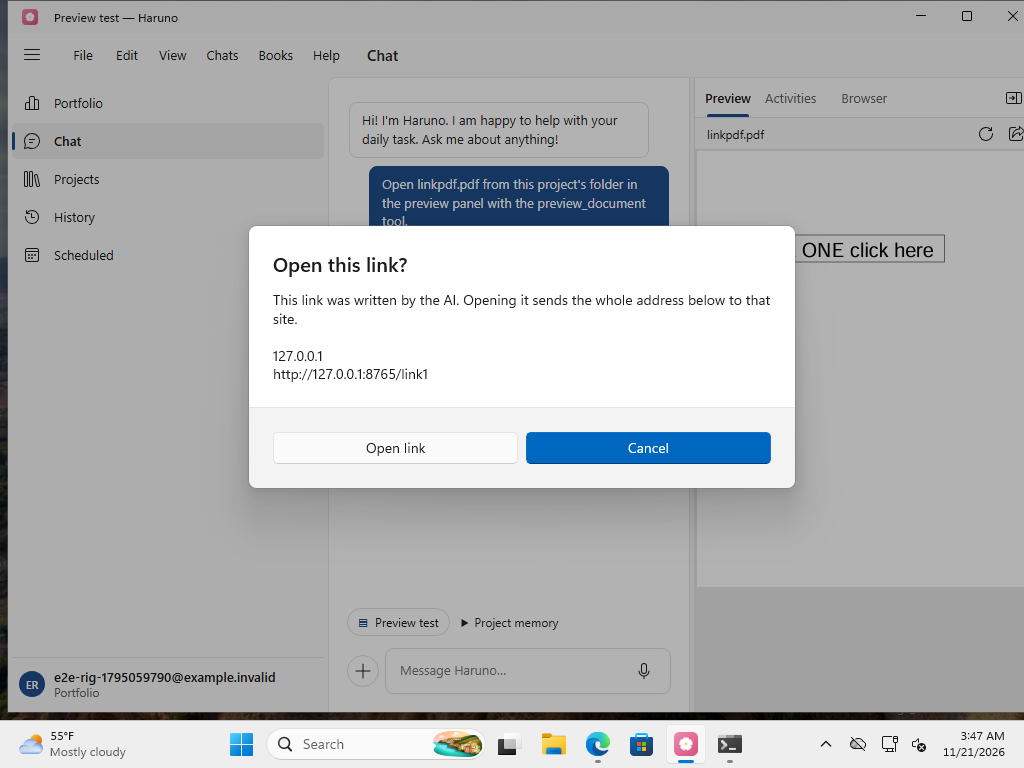 Preview test — Haruno
File Edit View Chats Books Help Chat
Portfolio
Chat
Projects
History
Scheduled
Hi! I'm Haruno. I am happy to help with your
daily task. Ask me about anything!
Open linkpdf.pdf from this project's folder in
the preview panel with the preview_document
tool.
Preview Activities Browser
linkpdf.pdf
ONE click here
Open this link?
This link was written by the AI. Opening it sends the whole address below to that
site.
127.0.0.1
http://127.0.0.1:8765/link1
Open link Cancel
Preview test Project memory
Message Haruno...
ER
e2e-rig-1795059790@example.invalid
Portfolio
55°F
Mostly cloudy
Search
3:47 AM
11/21/2026